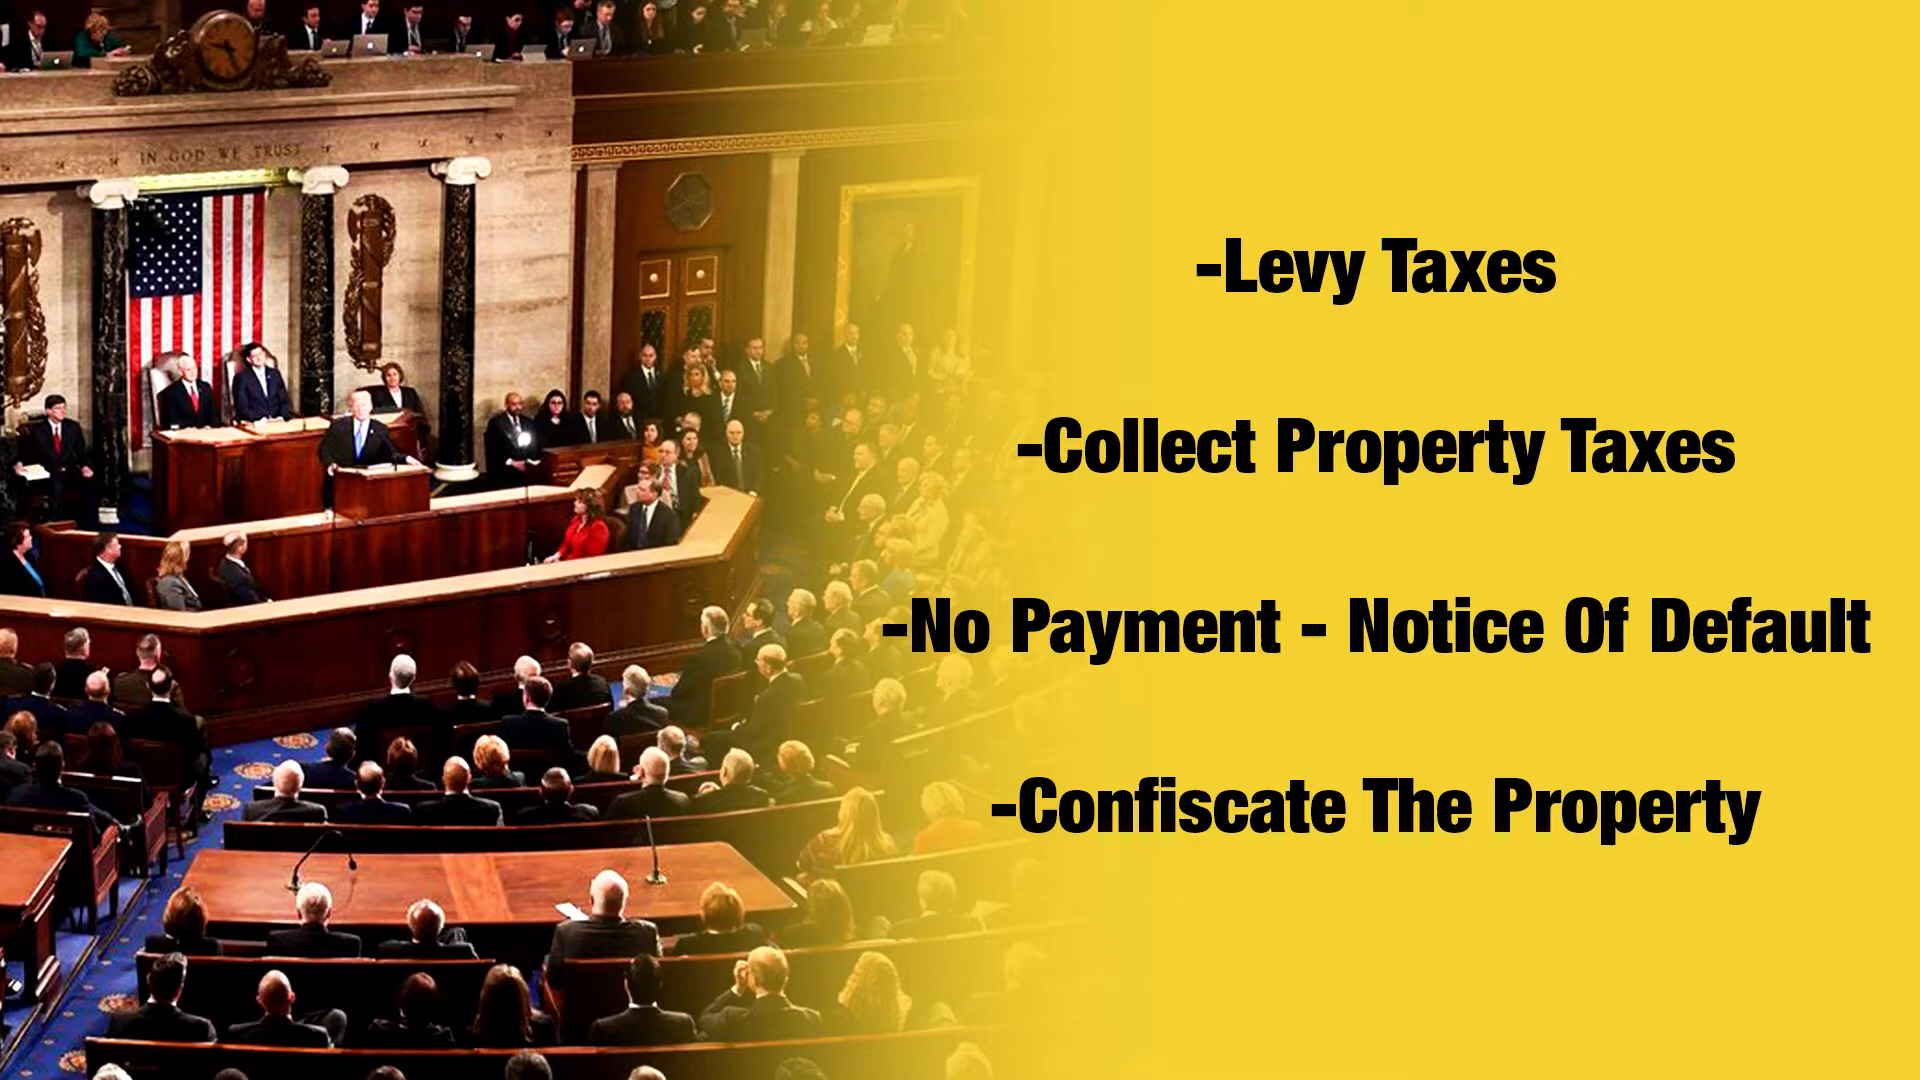 IN GOD WE TRUST
-Levy Taxes
-Collect Property Taxes
-No Payment - Notice Of Default
-Confiscate The Property